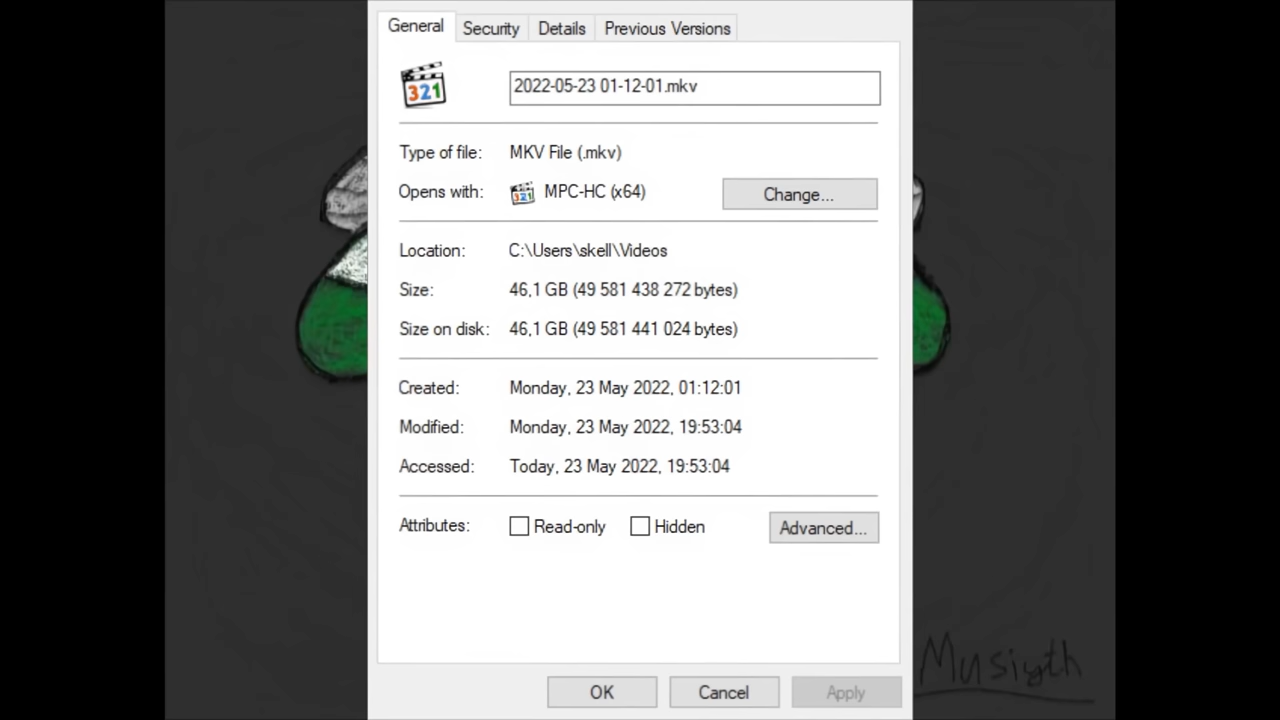 General Security Details Previous Versions
321 2022-05-23 01-12-01.mkv
Type of file: MKV File (.mkv)
Opens with: 321 MPC-HC (x64) Change...
Location: C:\Users\skell\Videos
Size: 46,1 GB (49 581 438 272 bytes)
Size on disk: 46,1 GB (49 581 441 024 bytes)
Created: Monday, 23 May 2022, 01:12:01
Modified: Monday, 23 May 2022, 19:53:04
Accessed: Today, 23 May 2022, 19:53:04
Attributes: Read-only Hidden Advanced...
Musiyth
OK Cancel Apply